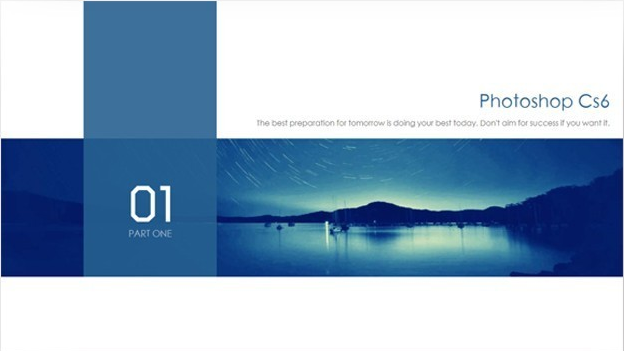 Photoshop Cs6
The best preparation for tomorrow is doing your best today, Don't aim for success if you want it.
01
PART ONE